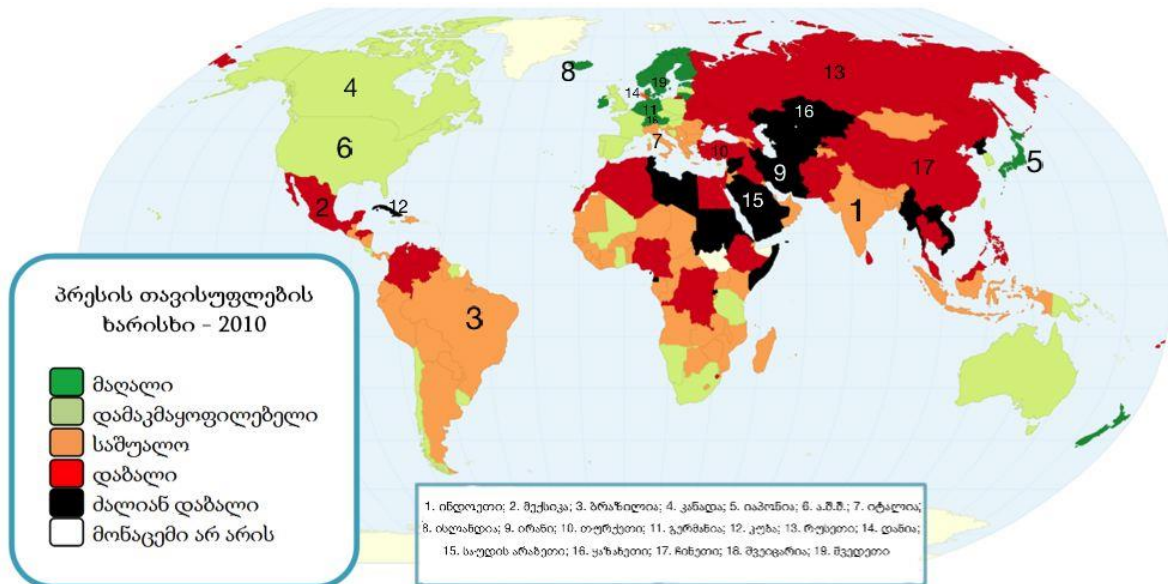 4
8
14
19
11
18
13
16
6
7
10
9
17
5
12
2
15
1
3
პრესის თავისუფლების
ხარისხი - 2010
მაღალი
დამაკმაყოფილებელი
საშუალო
დაბალი
ძალიან დაბალი
მონაცემი არ არის
1. ინდოეთი; 2. მექსიკა; 3. ბრაზილია; 4. კანადა; 5. იაპონია; 6. ა.შ.შ.; 7. იტალია;
8. ისლანდია; 9. ირანი; 10. თურქეთი; 11. გერმანია; 12. კუბა; 13. რუსეთი; 14. დანია;
15. საუდის არაბეთი; 16. ყაზახეთი; 17. ჩინეთი; 18. შვეიცარია; 19. შვედეთი